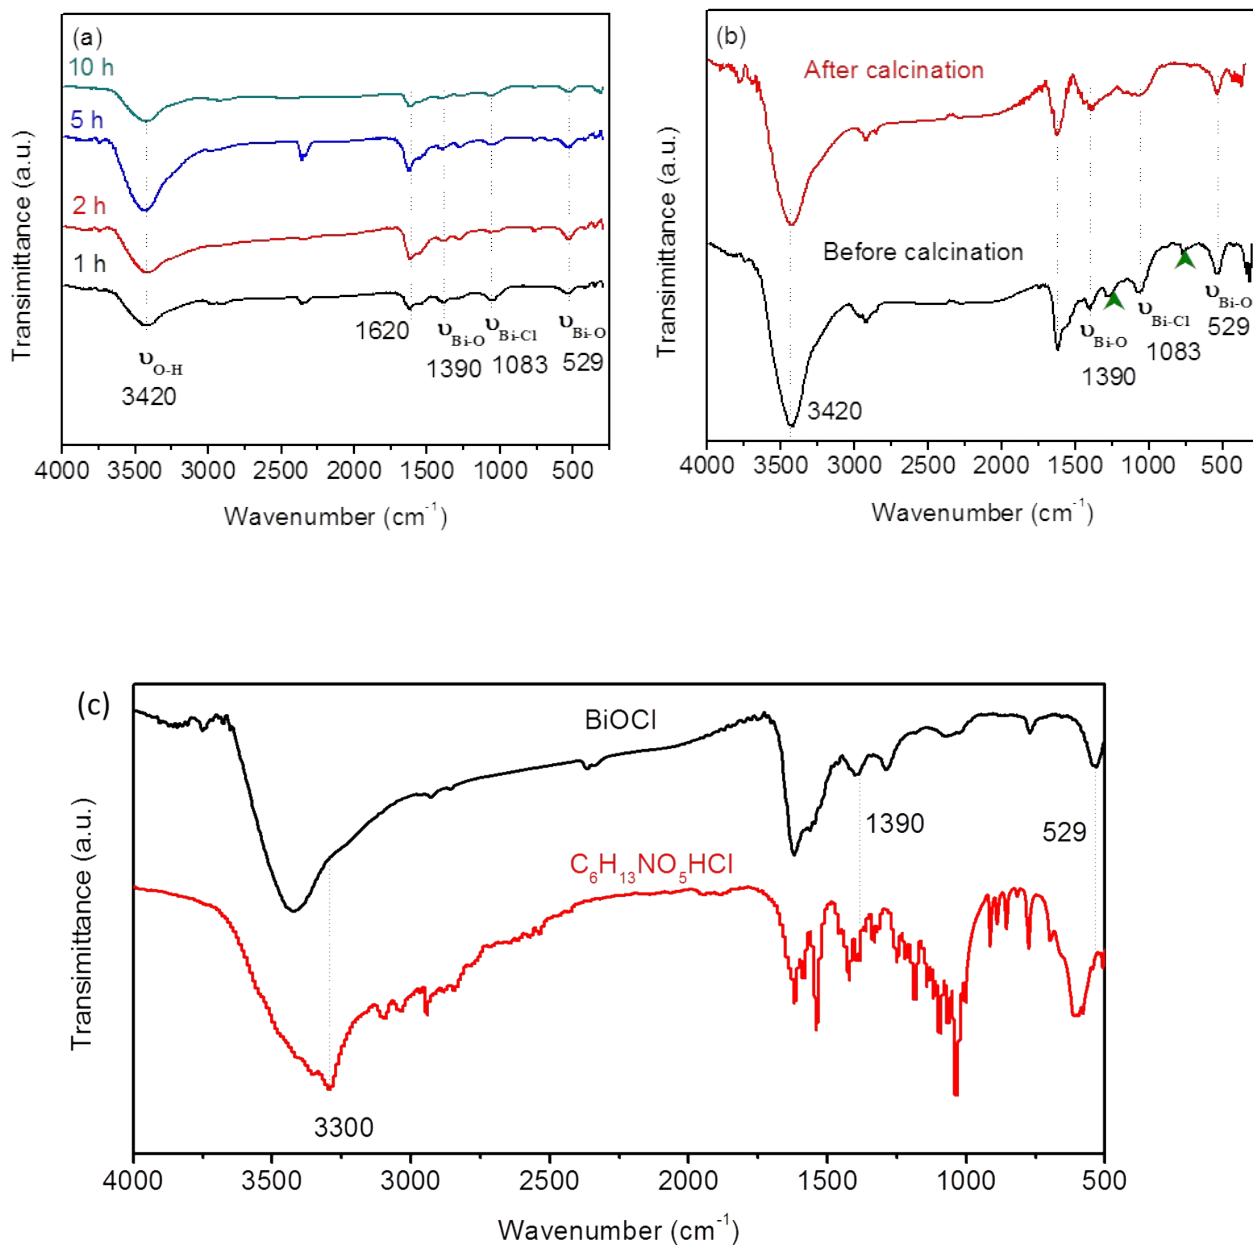 (a)
10 h
5 h
2 h
1 h
1620
υBi-O
υBi-Cl
υBi-O
υO-H
1390
1083
529
3420
4000 3500 3000 2500 2000 1500 1000 500
Wavenumber (cm-1)
Transimittance (a.u.)
(b)
After calcination
Before calcination
υBi-O
529
υBi-Cl
1083
υBi-O
1390
3420
4000 3500 3000 2500 2000 1500 1000 500
Wavenumber (cm-1)
Transimittance (a.u.)
(c)
BiOCl
1390
529
C6H13NO5HCl
3300
4000 3500 3000 2500 2000 1500 1000 500
Wavenumber (cm-1)
Transimittance (a.u.)